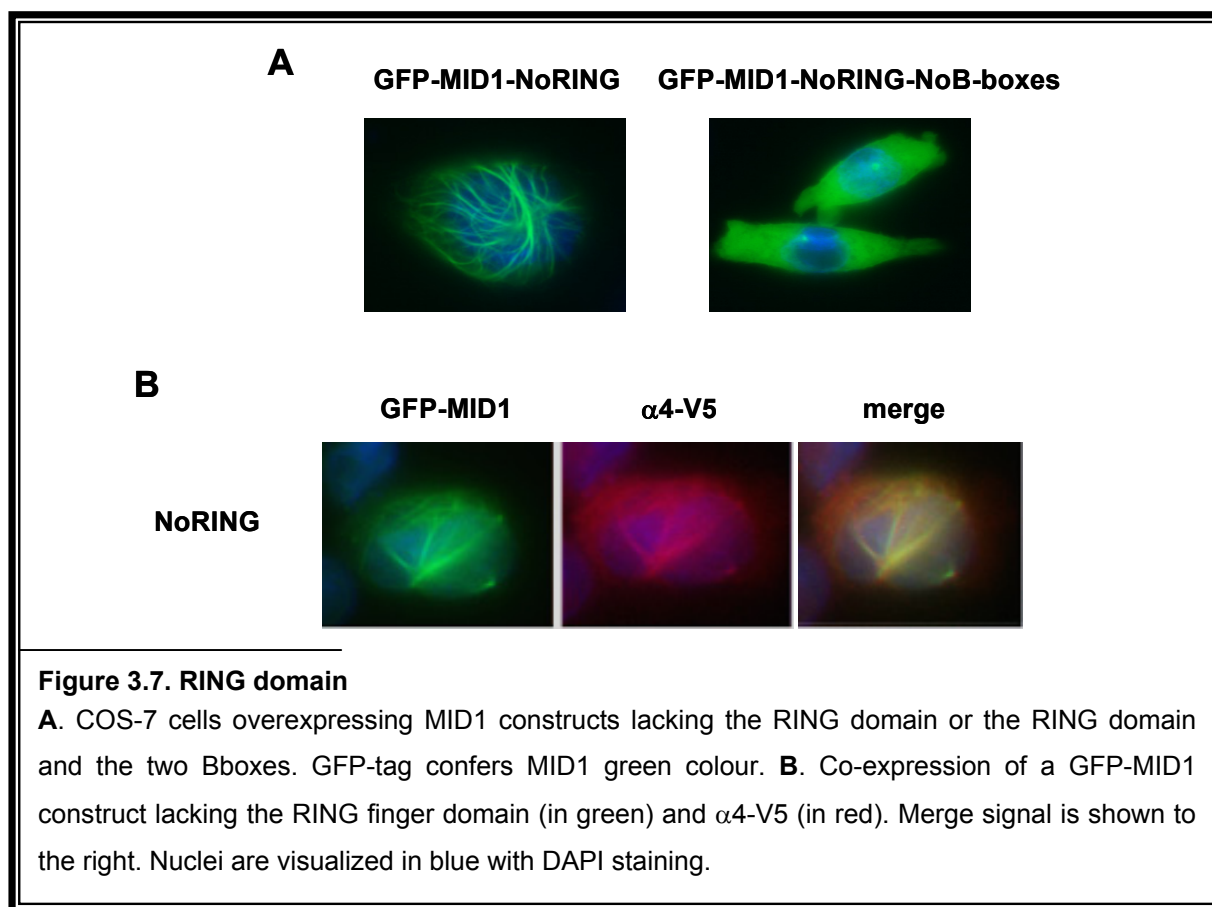 A
GFP-MID1-NoRING GFP-MID1-NoRING-NoB-boxes
B
GFP-MID1 α4-V5 merge
NoRING
Figure 3.7. RING domain
A. COS-7 cells overexpressing MID1 constructs lacking the RING domain or the RING domain
and the two Bboxes. GFP-tag confers MID1 green colour. B. Co-expression of a GFP-MID1
construct lacking the RING finger domain (in green) and α4-V5 (in red). Merge signal is shown to
the right. Nuclei are visualized in blue with DAPI staining.